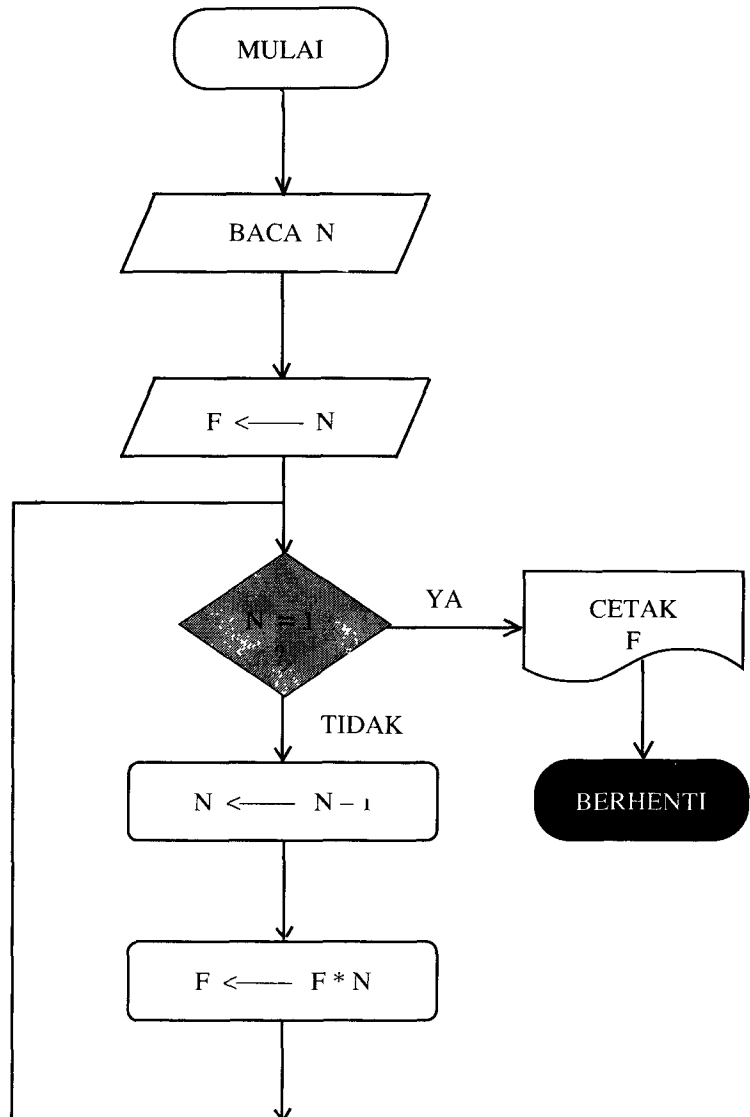 MULAI
BACA N
F <—— N
N = 1
?
YA
CETAK
F
TIDAK
N <—— N – 1
BERHENTI
F <—— F * N